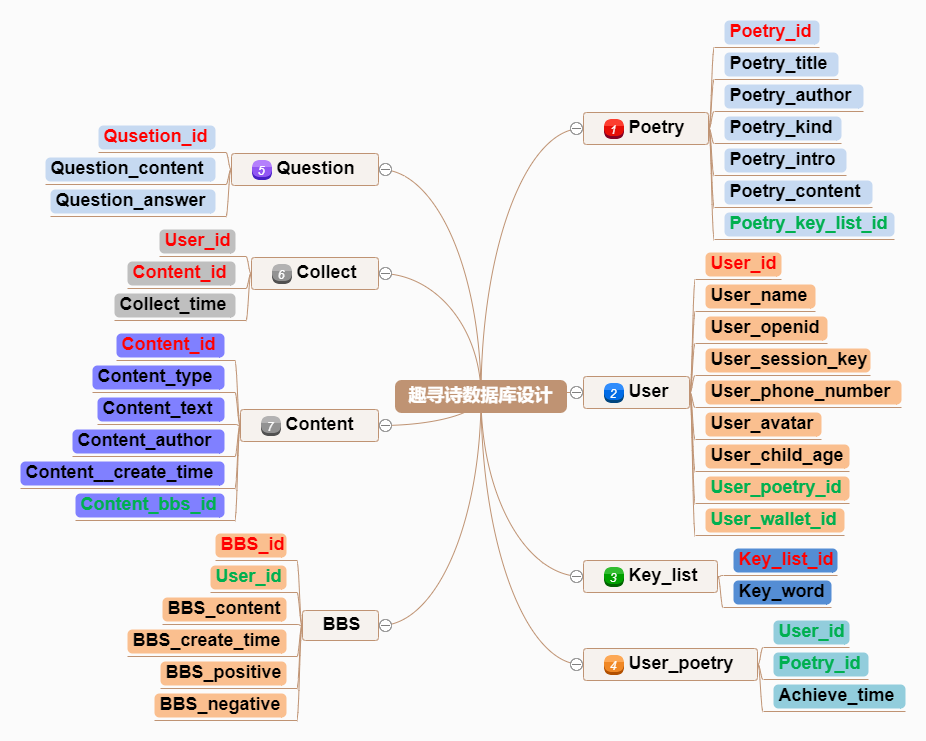 趣寻诗数据库设计
1 Poetry
Poetry_id
Poetry_title
Poetry_author
Poetry_kind
Poetry_intro
Poetry_content
Poetry_key_list_id
2 User
User_id
User_name
User_openid
User_session_key
User_phone_number
User_avatar
User_child_age
User_poetry_id
User_wallet_id
3 Key_list
Key_list_id
Key_word
4 User_poetry
User_id
Poetry_id
Achieve_time
5 Question
Qusetion_id
Question_content
Question_answer
6 Collect
User_id
Content_id
Collect_time
7 Content
Content_id
Content_type
Content_text
Content_author
Content__create_time
Content_bbs_id
BBS
BBS_id
User_id
BBS_content
BBS_create_time
BBS_positive
BBS_negative